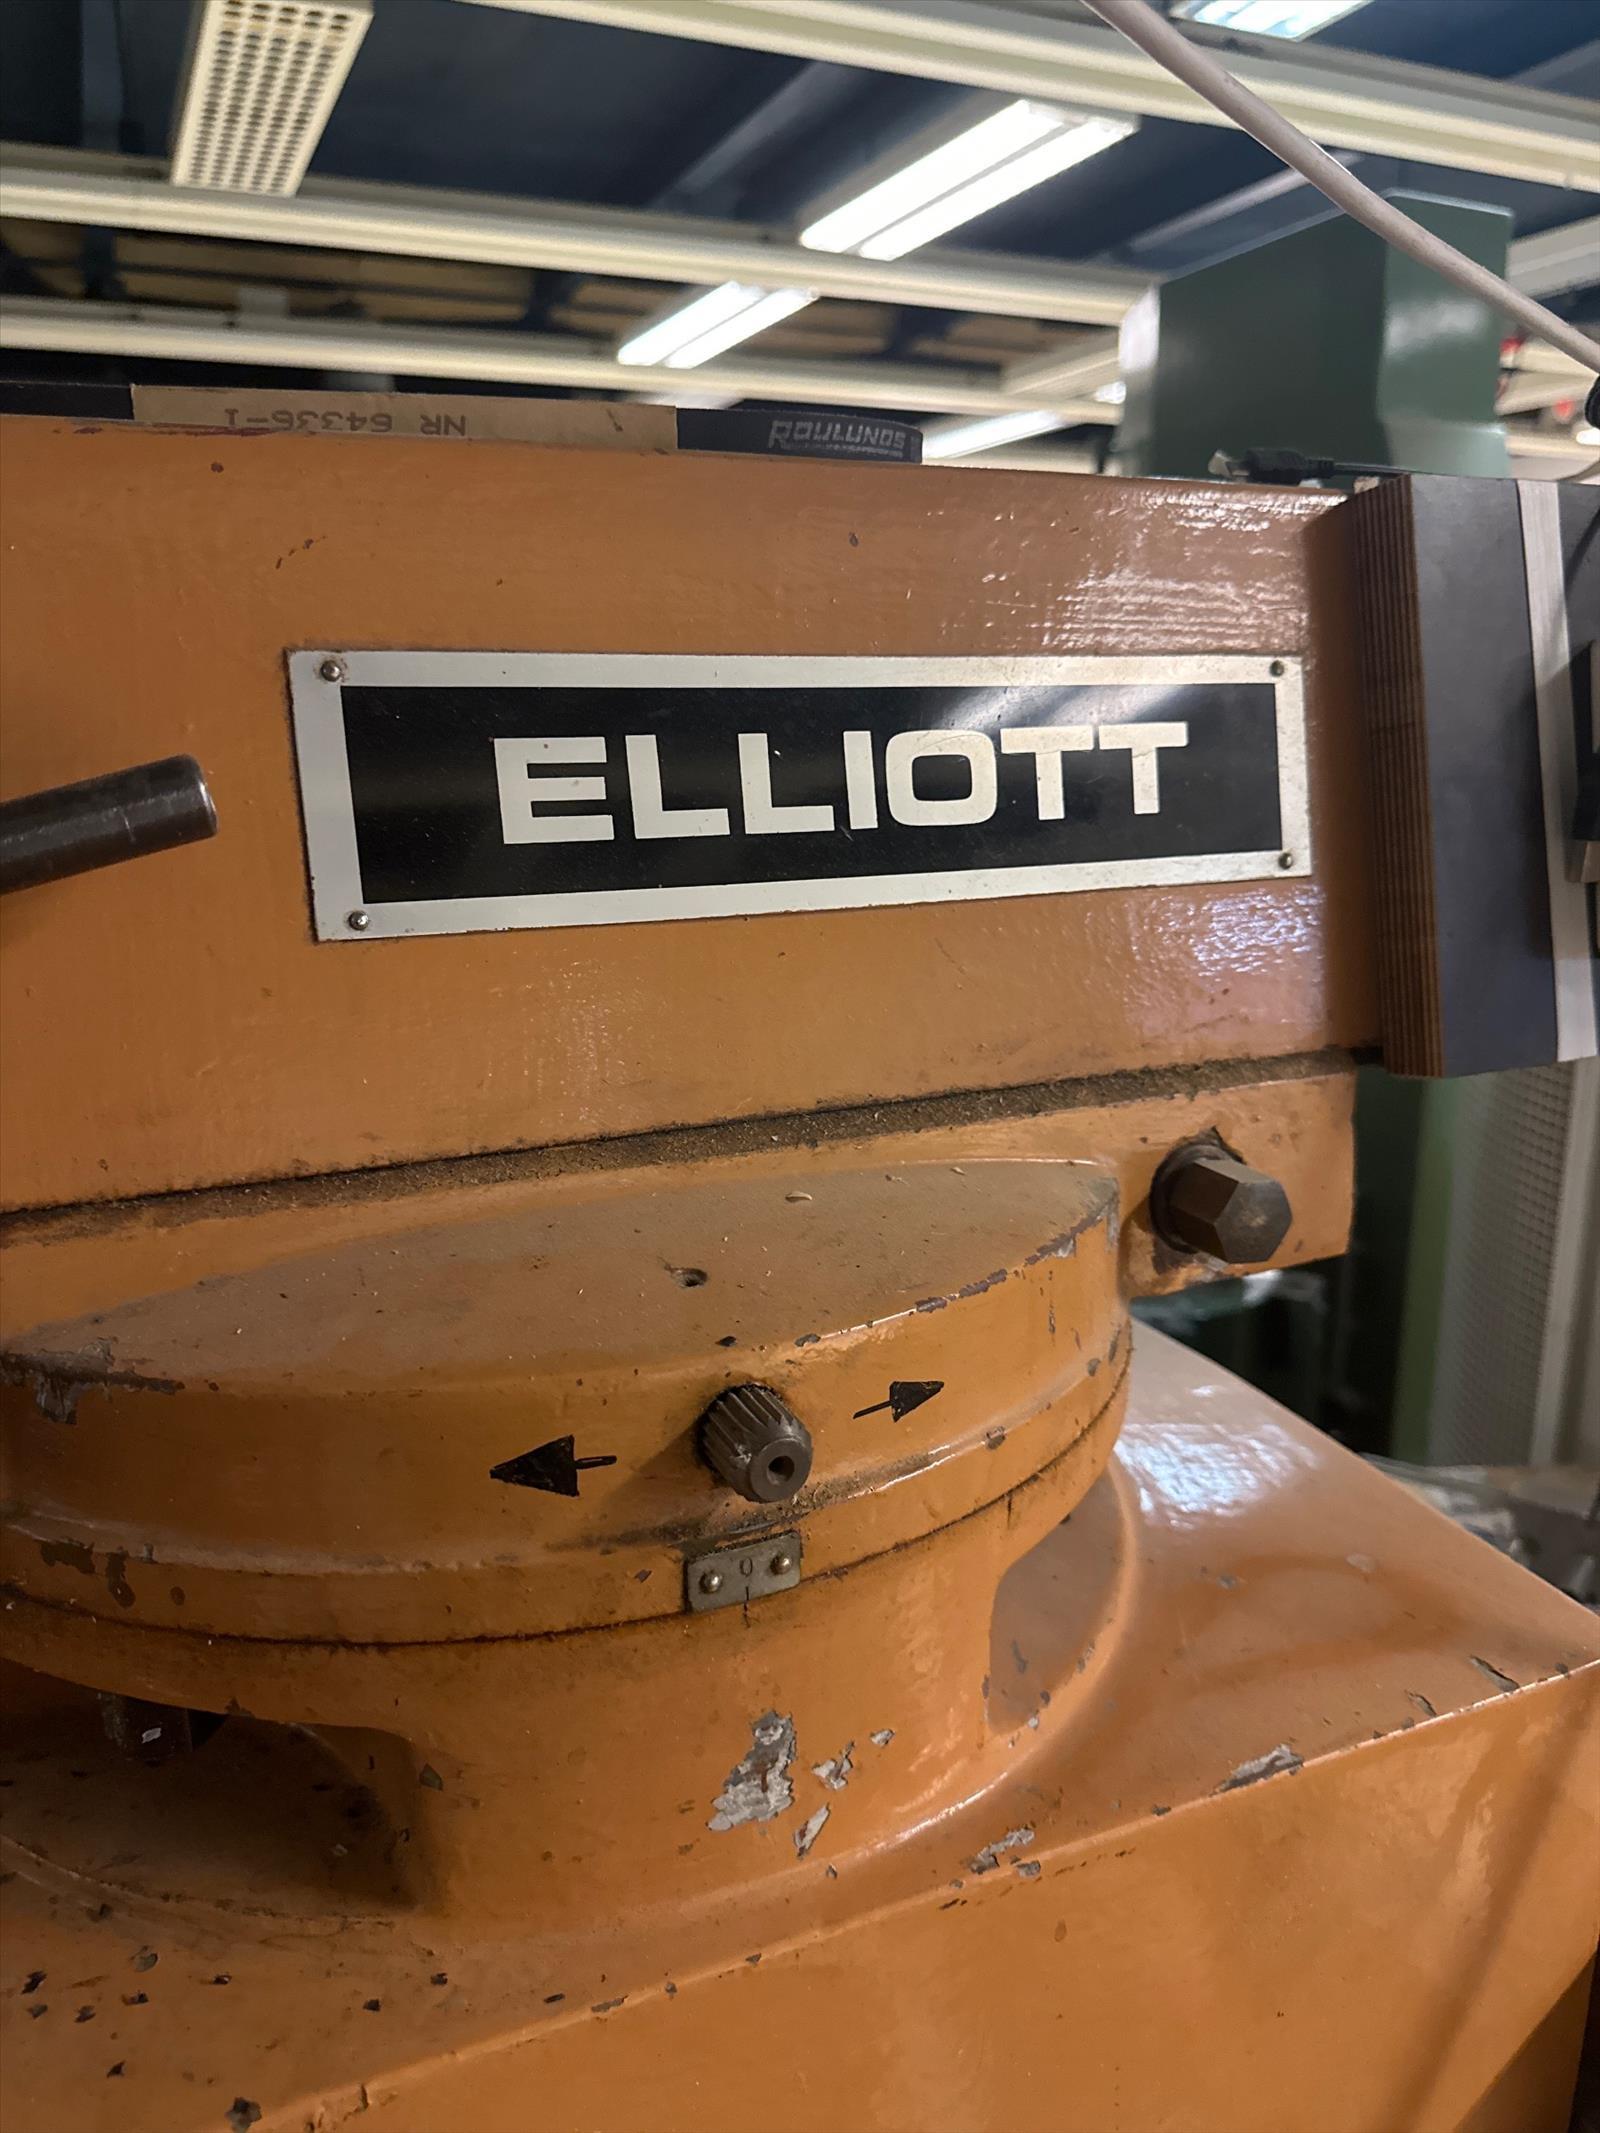 NR 64336-1
ROULUNDS
ELLIOTT
0